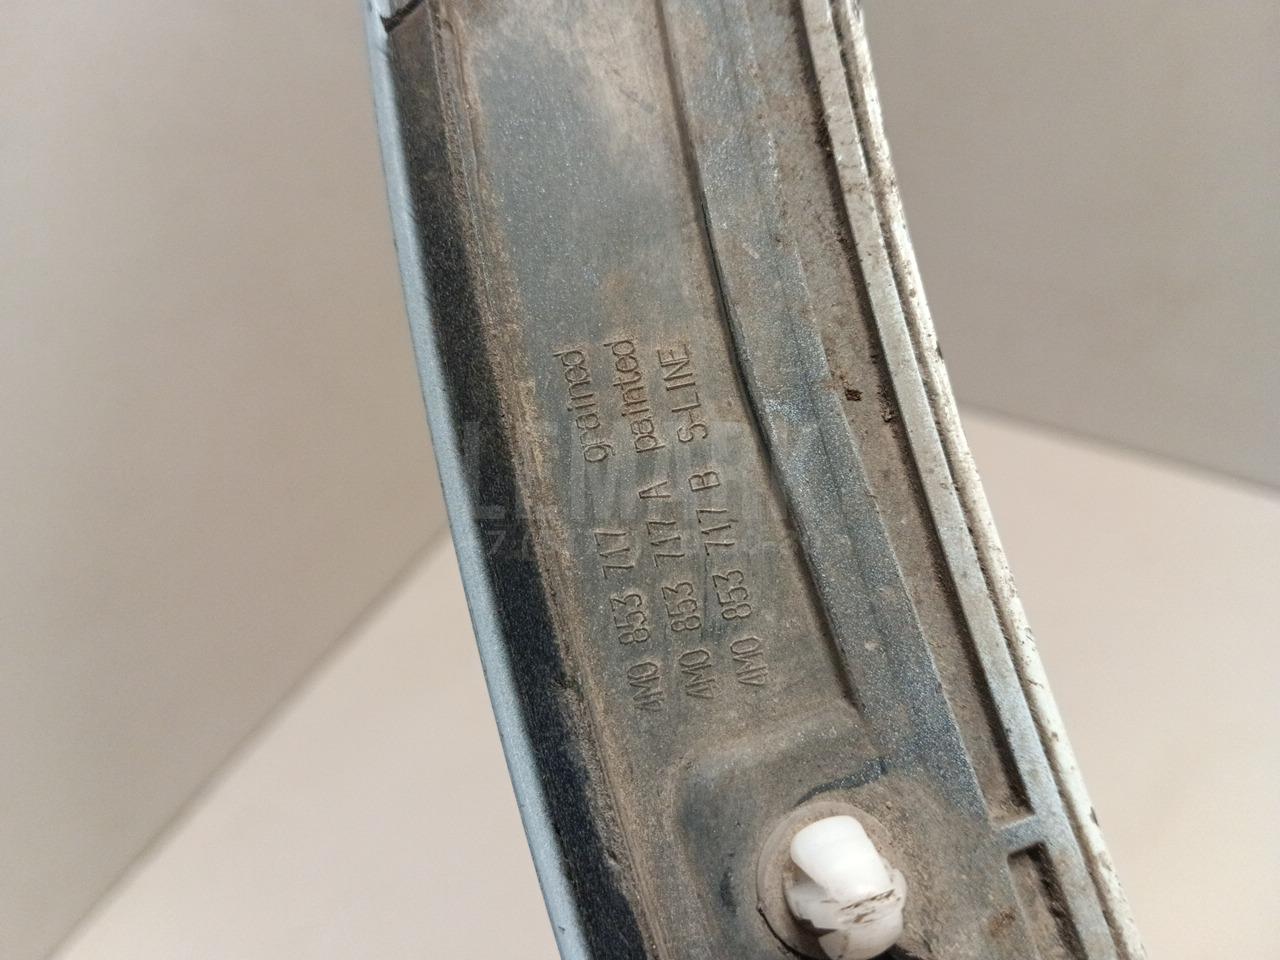 4M0 853 717 grained
4M0 853 717 A painted
4M0 853 717 B S-LINE